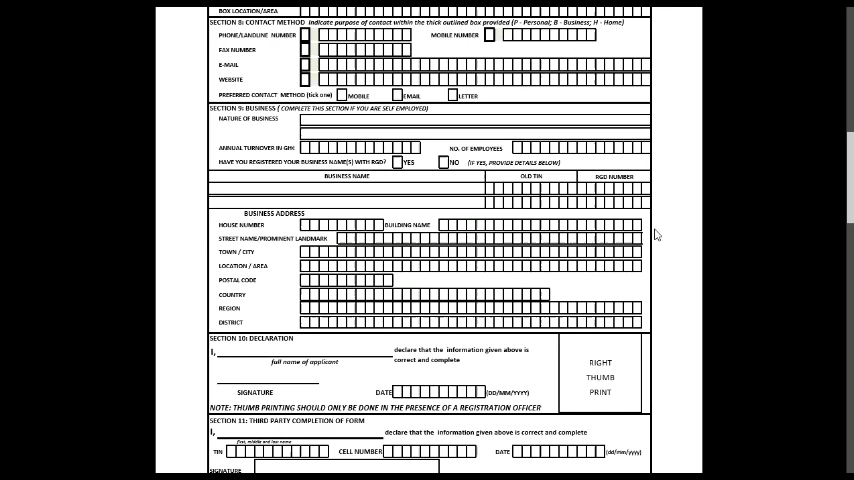 BOX LOCATION/AREA
SECTION 8: CONTACT METHOD Indicate purpose of contact within the thick outlined box provided (P - Personal; B - Business; H - Home)
PHONE/LANDLINE NUMBER MOBILE NUMBER
FAX NUMBER
E-MAIL
WEBSITE
PREFERRED CONTACT METHOD (tick one) MOBILE EMAIL LETTER
SECTION 9: BUSINESS ( COMPLETE THIS SECTION IF YOU ARE SELF EMPLOYED)
NATURE OF BUSINESS
ANNUAL TURNOVER IN GH¢ NO. OF EMPLOYEES
HAVE YOU REGISTERED YOUR BUSINESS NAME(S) WITH RGD? YES NO (IF YES, PROVIDE DETAILS BELOW)
BUSINESS NAME OLD TIN RGD NUMBER
BUSINESS ADDRESS
HOUSE NUMBER BUILDING NAME
STREET NAME/PROMINENT LANDMARK
TOWN / CITY
LOCATION / AREA
POSTAL CODE
COUNTRY
REGION
DISTRICT
SECTION 10: DECLARATION
I, declare that the information given above is
full name of applicant correct and complete
RIGHT
THUMB
PRINT
SIGNATURE DATE (DD/MM/YYYY)
NOTE: THUMB PRINTING SHOULD ONLY BE DONE IN THE PRESENCE OF A REGISTRATION OFFICER
SECTION 11: THIRD PARTY COMPLETION OF FORM
I, declare that the information given above is correct and complete
first, middle and last name
TIN CELL NUMBER DATE (dd/mm/yyyy)
SIGNATURE